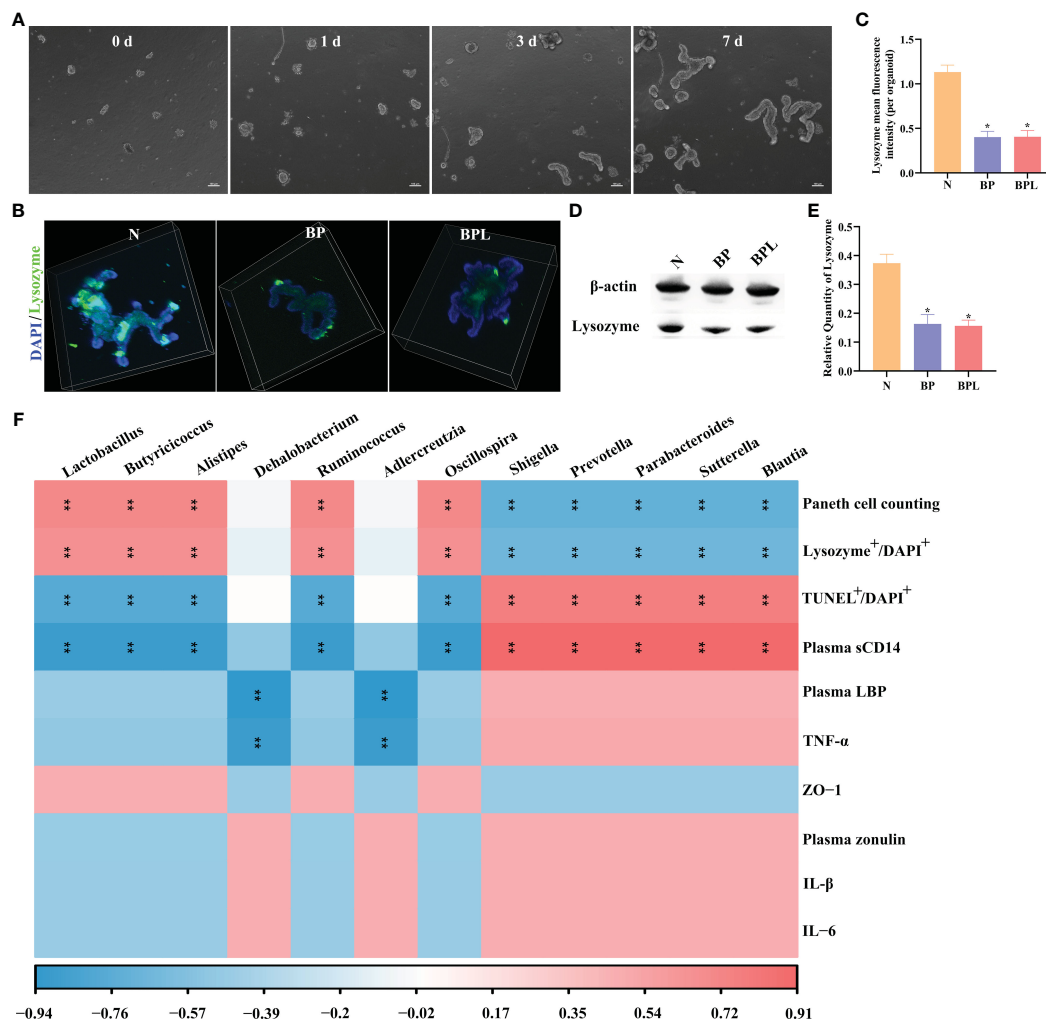 A
0 d
1 d
3 d
7 d
C
Lysozyme mean fluorescence
intensity (per organoid)
1.5
1.0
0.5
0.0
*
*
N
BP
BPL
B
DAPI/Lysozyme
N
BP
BPL
D
N
BP
BPL
β-actin
Lysozyme
E
Relative Quantity of Lysozyme
0.4
0.3
0.2
0.1
0.0
*
*
N
BP
BPL
F
Lactobacillus
Butyricicoccus
Alistipes
Dehalobacterium
Ruminococcus
Adlercreutzia
Oscillospira
Shigella
Prevotella
Parabacteroides
Sutterella
Blautia
** ** ** ** ** ** ** ** ** ** Paneth cell counting
** ** ** ** ** ** ** ** ** ** Lysozyme+/DAPI+
** ** ** ** ** ** ** ** ** ** TUNEL+/DAPI+
** ** ** ** ** ** ** ** ** ** Plasma sCD14
** ** Plasma LBP
** ** TNF-α
ZO−1
Plasma zonulin
IL-β
IL−6
−0.94 −0.76 −0.57 −0.39 −0.2 −0.02 0.17 0.35 0.54 0.72 0.91